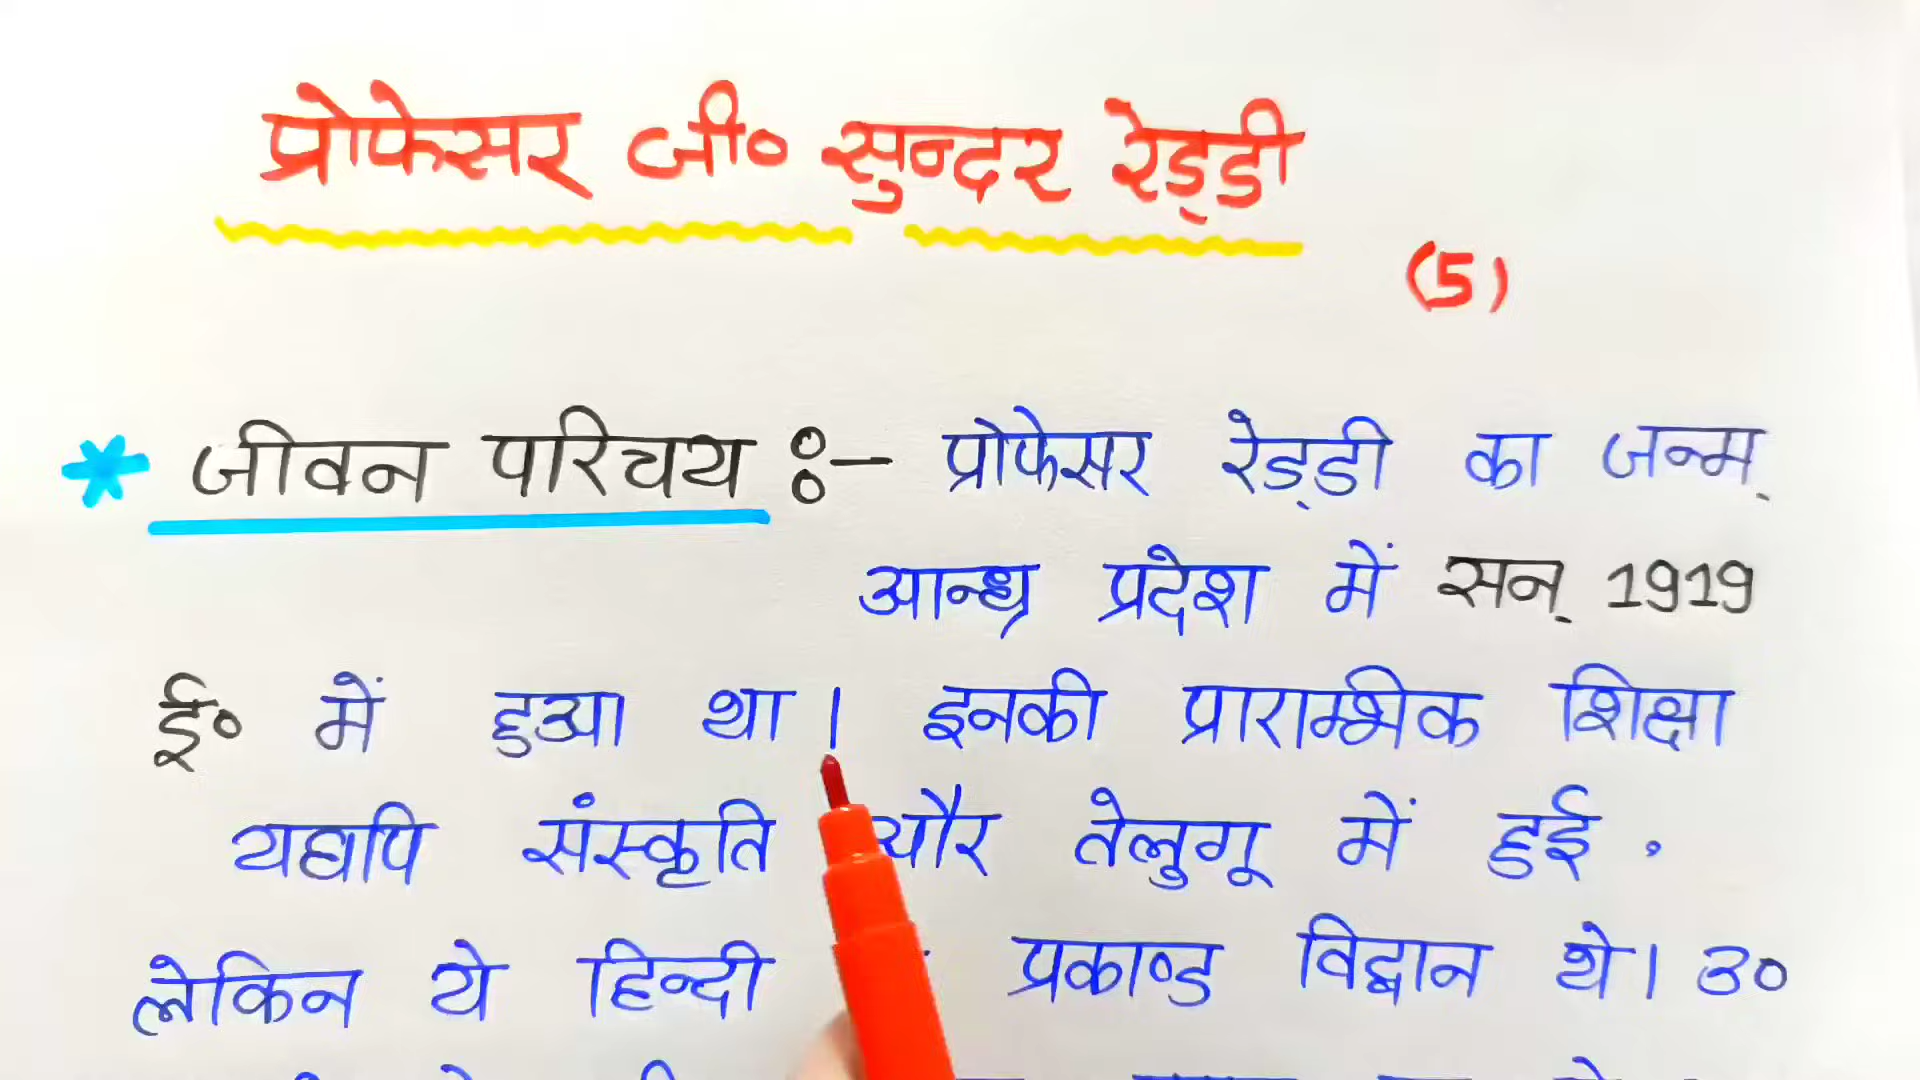 प्रोफेसर जी० सुन्दर रेड्डी
(5)
* जीवन परिचय :- प्रोफेसर रेड्डी का जन्म
आन्ध्र प्रदेश में सन् 1919
ई० में हुआ था। इनकी प्रारम्भिक शिक्षा
यद्यपि संस्कृति और तेलुगू में हुई .
लेकिन ये हिन्दी प्रकाण्ड विद्वान थे। 30